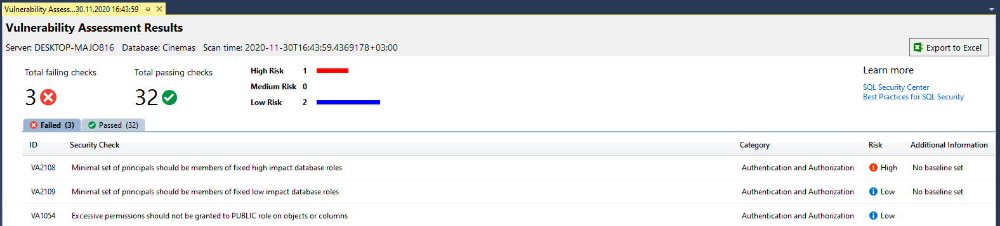 Vulnerability Assess...30.11.2020 16:43:59
Vulnerability Assessment Results
Server: DESKTOP-MAJO816 Database: Cinemas Scan time: 2020-11-30T16:43:59.4369178+03:00
Export to Excel
Total failing checks
3
Total passing checks
32
High Risk 1
Medium Risk 0
Low Risk 2
Learn more
SQL Security Center
Best Practices for SQL Security
Failed (3) Passed (32)
ID Security Check Category Risk Additional Information
VA2108 Minimal set of principals should be members of fixed high impact database roles Authentication and Authorization High No baseline set
VA2109 Minimal set of principals should be members of fixed low impact database roles Authentication and Authorization Low No baseline set
VA1054 Excessive permissions should not be granted to PUBLIC role on objects or columns Authentication and Authorization Low